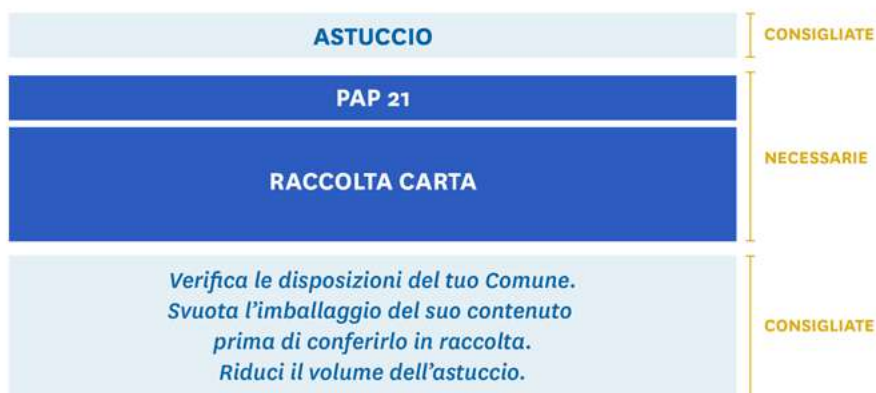 ASTUCCIO
CONSIGLIATE
PAP 21
RACCOLTA CARTA
NECESSARIE
Verifica le disposizioni del tuo Comune.
Svuota l’imballaggio del suo contenuto
prima di conferirlo in raccolta.
Riduci il volume dell’astuccio.
CONSIGLIATE